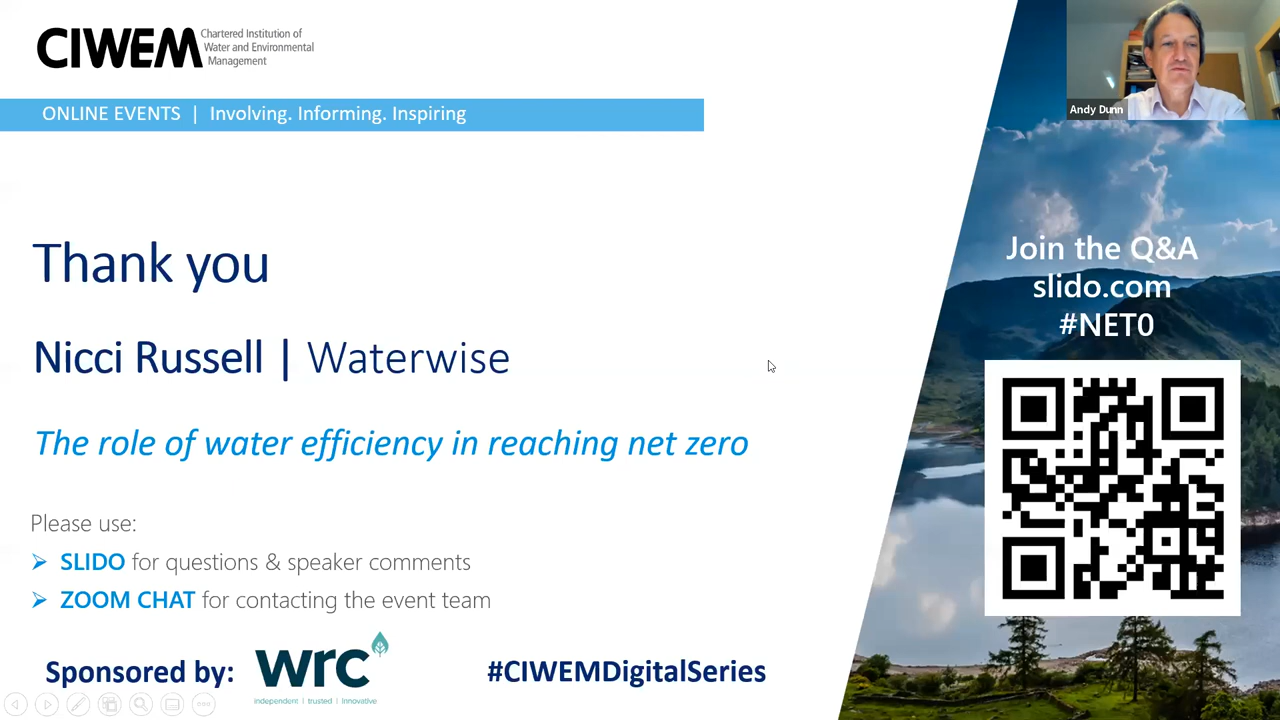 CIWEM
Chartered Institution of
Water and Environmental
Management
ONLINE EVENTS | Involving. Informing. Inspiring
Andy Dunn
Thank you
Nicci Russell | Waterwise
The role of water efficiency in reaching net zero
Please use:
SLIDO for questions & speaker comments
ZOOM CHAT for contacting the event team
Sponsored by:
wrc
independent | trusted | innovative
#CIWEMDigitalSeries
Join the Q&A
slido.com
#NET0